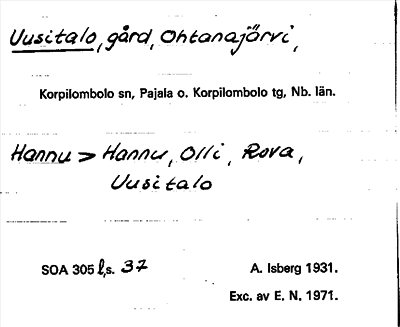 Uusitalo, gård, Ohtanajärvi,
Korpilombolo sn, Pajala o. Korpilombolo tg, Nb. län.
Hannu > Hannu, Olli, Rova,
Uusitalo
SOA 305 l, s. 37 A. Isberg 1931.
Exc. av E. N. 1971.